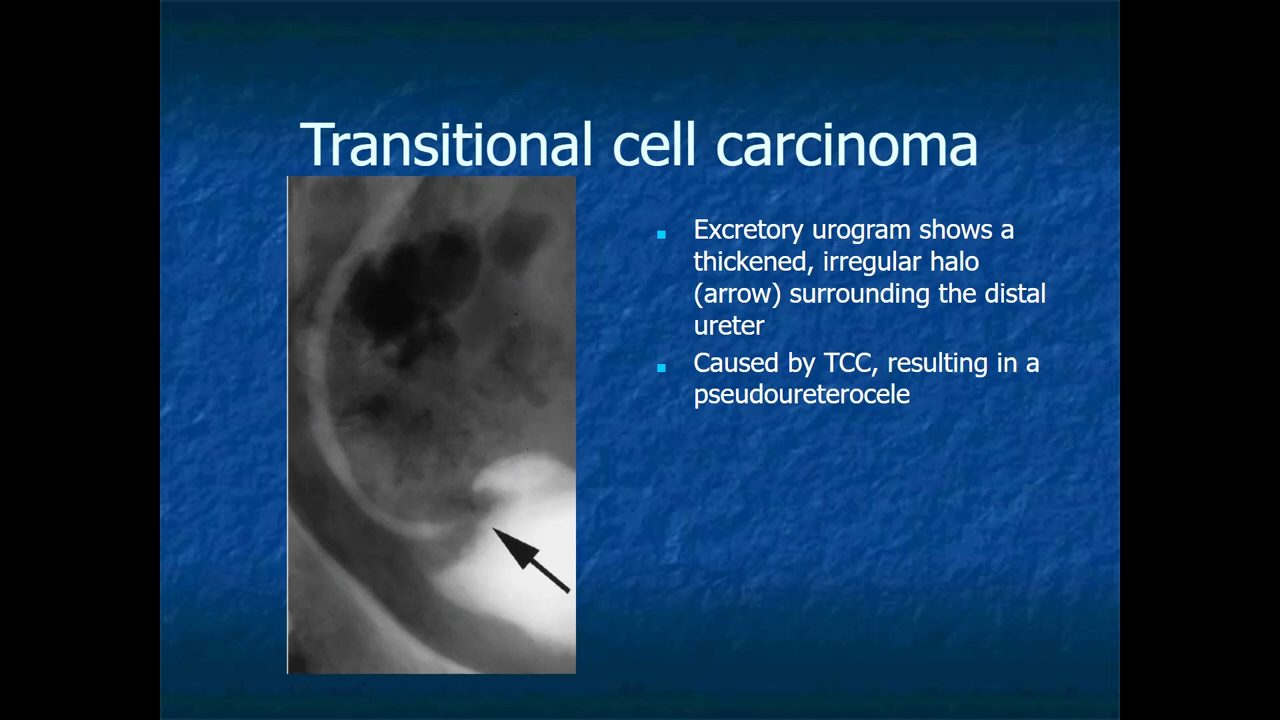 Transitional cell carcinoma
Excretory urogram shows a
thickened, irregular halo
(arrow) surrounding the distal
ureter
Caused by TCC, resulting in a
pseudoureterocele